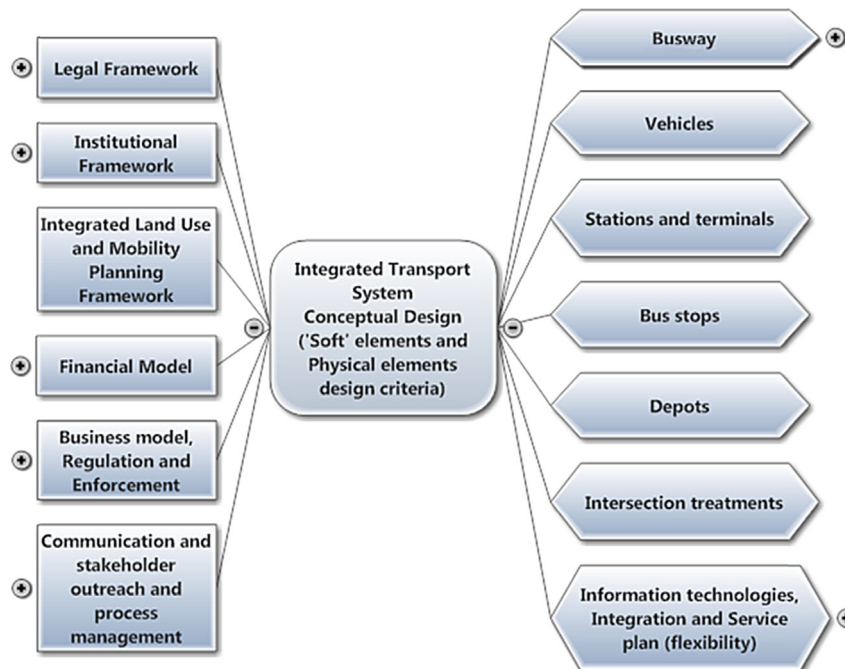 Legal Framework
Institutional
Framework
Integrated Land Use
and Mobility
Planning
Framework
Financial Model
Business model,
Regulation and
Enforcement
Communication and
stakeholder
outreach and
process
management
Integrated Transport
System
Conceptual Design
('Soft' elements and
Physical elements
design criteria)
Busway
Vehicles
Stations and terminals
Bus stops
Depots
Intersection treatments
Information technologies,
Integration and Service
plan (flexibility)